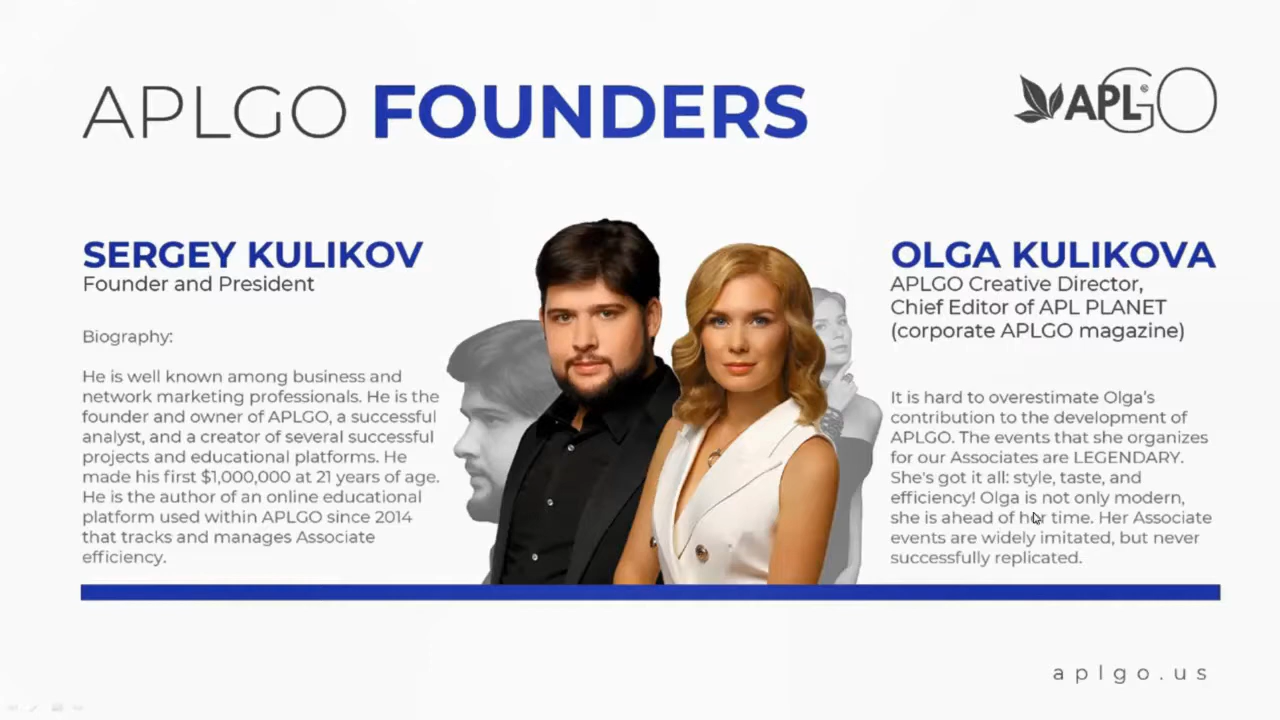 APLGO FOUNDERS
APL® GO
SERGEY KULIKOV
Founder and President
Biography:
He is well known among business and
network marketing professionals. He is the
founder and owner of APLGO, a successful
analyst, and a creator of several successful
projects and educational platforms. He
made his first $1,000,000 at 21 years of age.
He is the author of an online educational
platform used within APLGO since 2014
that tracks and manages Associate
efficiency.
OLGA KULIKOVA
APLGO Creative Director,
Chief Editor of APL PLANET
(corporate APLGO magazine)
It is hard to overestimate Olga's
contribution to the development of
APLGO. The events that she organizes
for our Associates are LEGENDARY.
She's got it all: style, taste, and
efficiency! Olga is not only modern,
she is ahead of her time. Her Associate
events are widely imitated, but never
successfully replicated.
aplgo.us